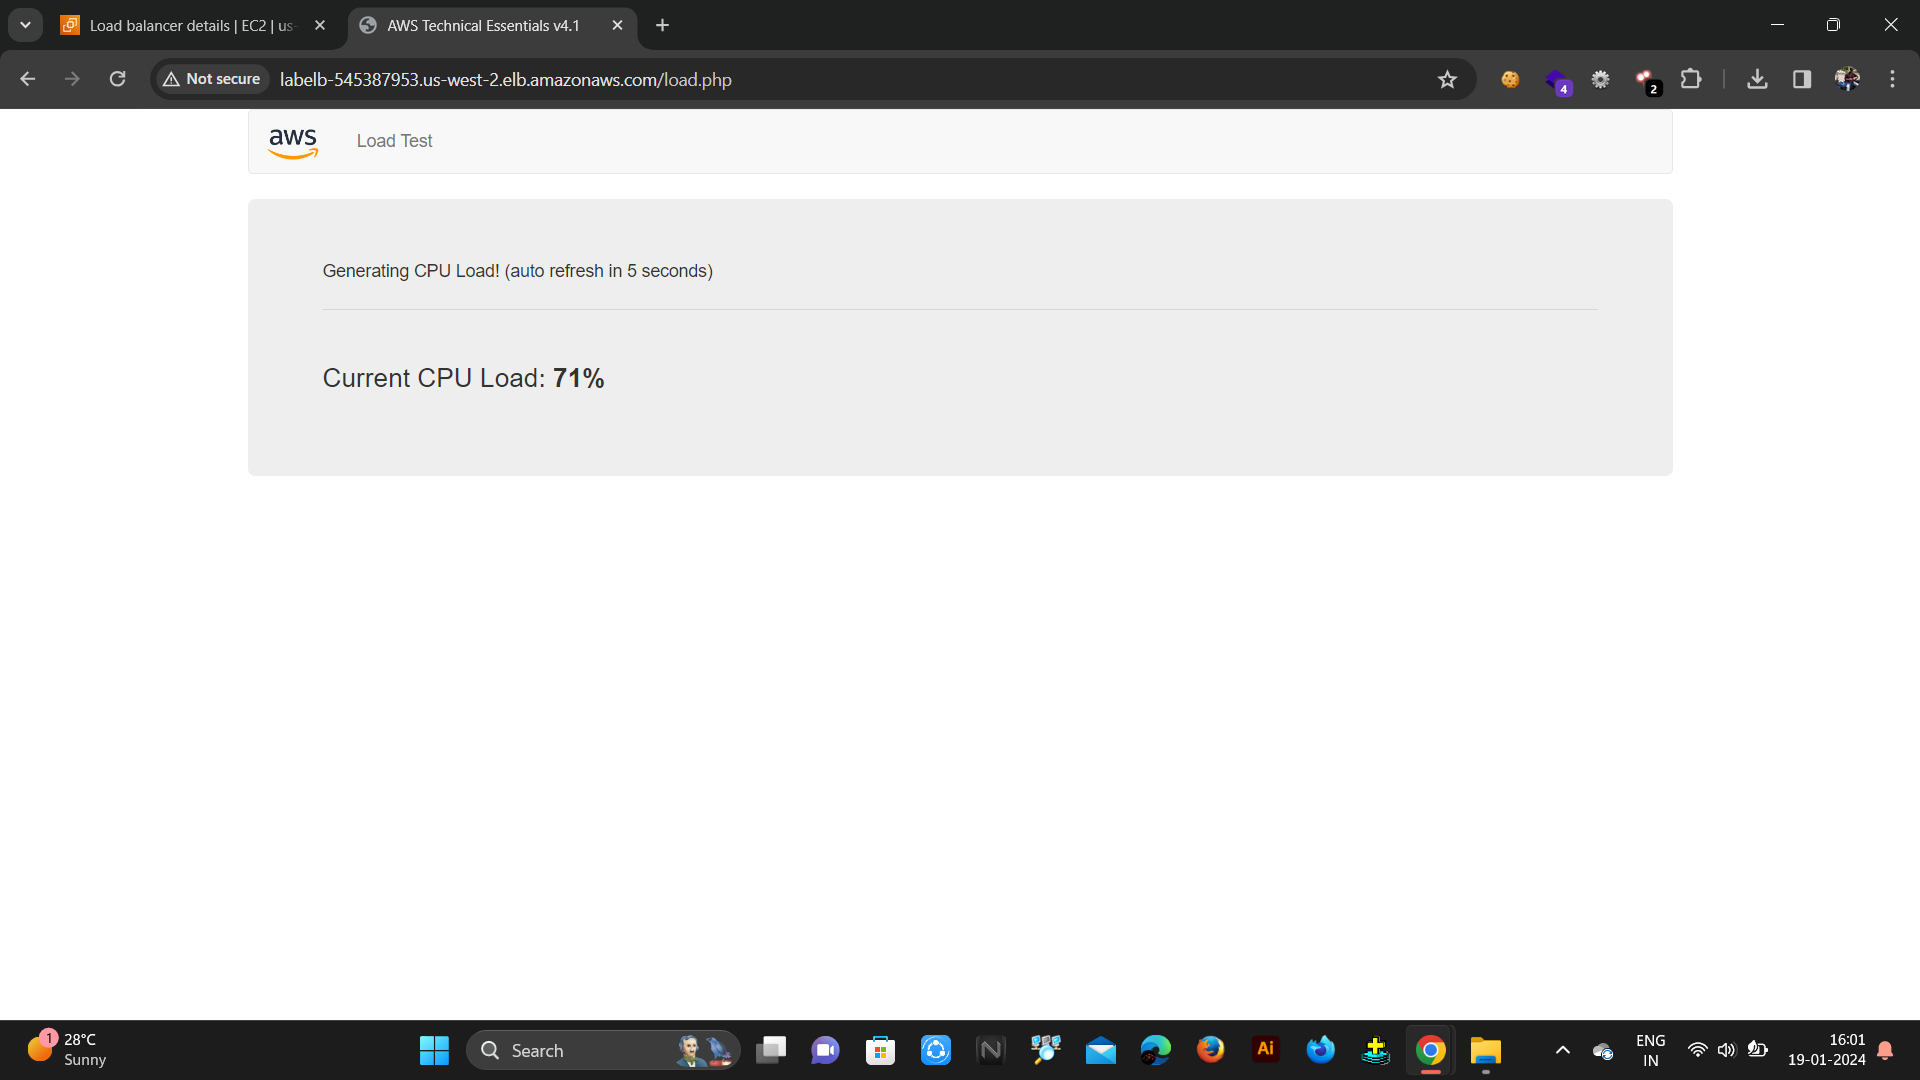 Load balancer details | EC2 | us-
AWS Technical Essentials v4.1
Not secure
labelb-545387953.us-west-2.elb.amazonaws.com/load.php
4
2
aws
Load Test
Generating CPU Load! (auto refresh in 5 seconds)
Current CPU Load: 71%
1
28°C
Sunny
Search
N
Ai
ENG
IN
16:01
19-01-2024